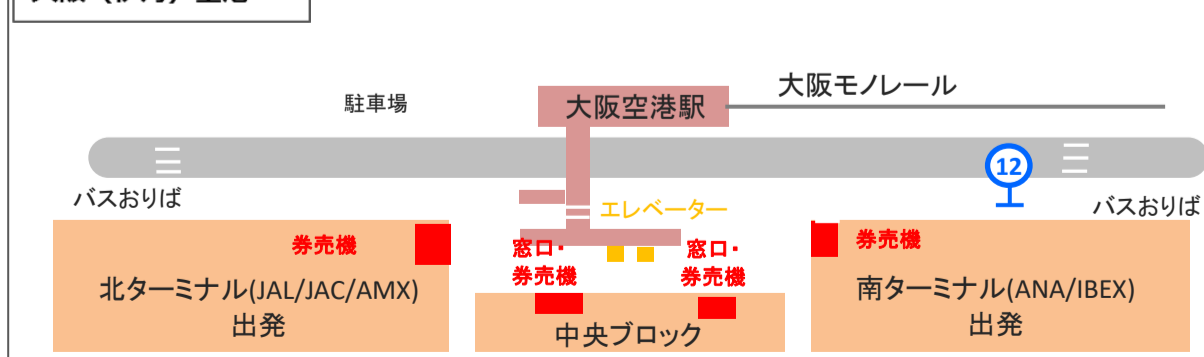 大阪モノレール
駐車場
大阪空港駅
12
バスおりば
バスおりば
エレベーター
券売機
窓口・
券売機
窓口・
券売機
券売機
北ターミナル(JAL/JAC/AMX)
出発
中央ブロック
南ターミナル(ANA/IBEX)
出発